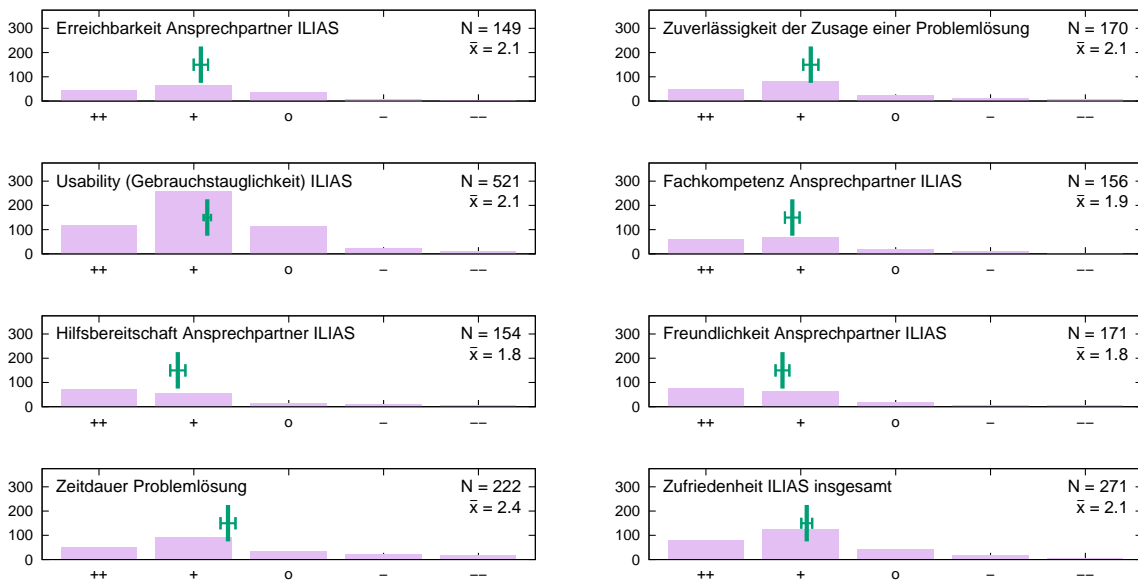 Erreichbarkeit Ansprechpartner ILIAS
N = 149
x̄ = 2.1
300
200
100
0
++ + o – ––
Zuverlässigkeit der Zusage einer Problemlösung
N = 170
x̄ = 2.1
300
200
100
0
++ + o – ––
Usability (Gebrauchstauglichkeit) ILIAS
N = 521
x̄ = 2.1
300
200
100
0
++ + o – ––
Fachkompetenz Ansprechpartner ILIAS
N = 156
x̄ = 1.9
300
200
100
0
++ + o – ––
Hilfsbereitschaft Ansprechpartner ILIAS
N = 154
x̄ = 1.8
300
200
100
0
++ + o – ––
Freundlichkeit Ansprechpartner ILIAS
N = 171
x̄ = 1.8
300
200
100
0
++ + o – ––
Zeitdauer Problemlösung
N = 222
x̄ = 2.4
300
200
100
0
++ + o – ––
Zufriedenheit ILIAS insgesamt
N = 271
x̄ = 2.1
300
200
100
0
++ + o – ––